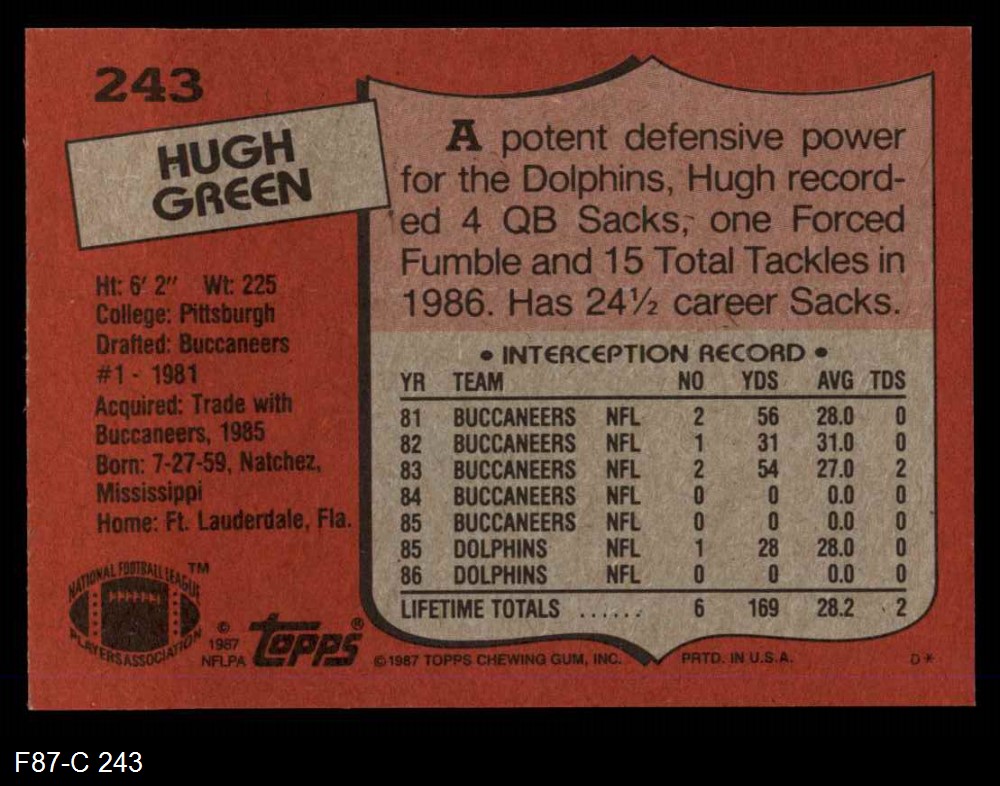 243
HUGH
GREEN
Ht: 6' 2" Wt: 225
College: Pittsburgh
Drafted: Buccaneers
#1 - 1981
Acquired: Trade with
Buccaneers, 1985
Born: 7-27-59, Natchez,
Mississippi
Home: Ft. Lauderdale, Fla.
NATIONAL FOOTBALL LEAGUE
PLAYERS ASSOCIATION
TM
©
1987
NFLPA
topps®
A potent defensive power
for the Dolphins, Hugh record-
ed 4 QB Sacks, one Forced
Fumble and 15 Total Tackles in
1986. Has 24½ career Sacks.
• INTERCEPTION RECORD •
YR TEAM NO YDS AVG TDS
81 BUCCANEERS NFL 2 56 28.0 0
82 BUCCANEERS NFL 1 31 31.0 0
83 BUCCANEERS NFL 2 54 27.0 2
84 BUCCANEERS NFL 0 0 0.0 0
85 BUCCANEERS NFL 0 0 0.0 0
85 DOLPHINS NFL 1 28 28.0 0
86 DOLPHINS NFL 0 0 0.0 0
LIFETIME TOTALS ...... 6 169 28.2 2
©1987 TOPPS CHEWING GUM, INC. PRTD. IN U.S.A. D*
F87-C 243